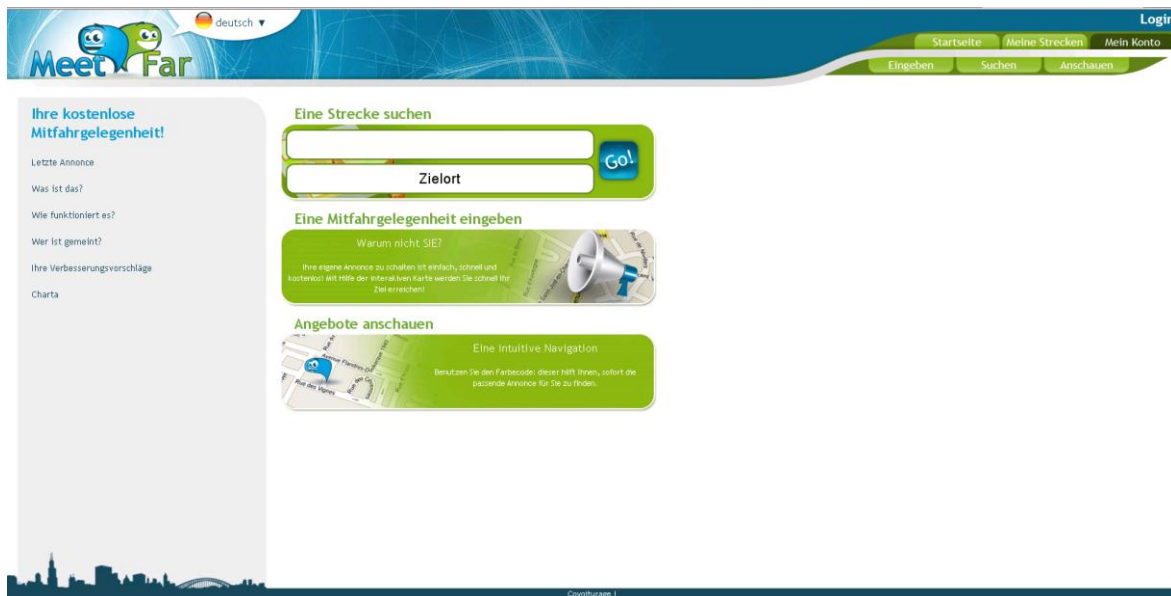 deutsch ▼
Login
Meet Far
Startseite Meine Strecken Mein Konto
Eingeben Suchen Anschauen
Ihre kostenlose
Mitfahrgelegenheit!
Letzte Annonce
Was ist das?
Wie funktioniert es?
Wer ist gemeint?
Ihre Verbesserungsvorschläge
Charta
Eine Strecke suchen
Go!
Zielort
Eine Mitfahrgelegenheit eingeben
Warum nicht SIE?
Ihre eigene Annonce zu schalten ist einfach, schnell und
kostenlos! Mit Hilfe der interaktiven Karte werden Sie schnell Ihr
Ziel erreichen!
Angebote anschauen
Eine intuitive Navigation
Benutzen Sie den Farbecode: dieser hilft Ihnen, sofort die
passende Annonce für Sie zu finden.
Rue des Vignes
Covoiturage |